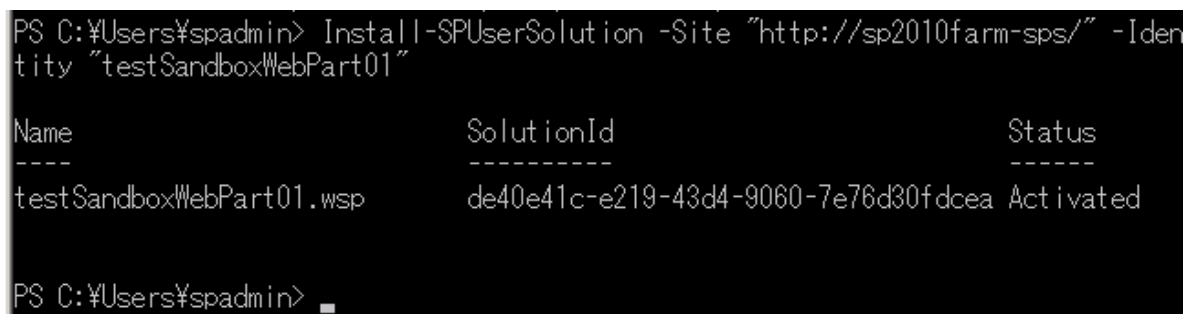 PS C:¥Users¥spadmin> Install-SPUserSolution -Site "http://sp2010farm-sps/" -Iden
tity "testSandboxWebPart01"
Name SolutionId Status
---- ---------- ------
testSandboxWebPart01.wsp de40e41c-e219-43d4-9060-7e76d30fdcea Activated
PS C:¥Users¥spadmin> _